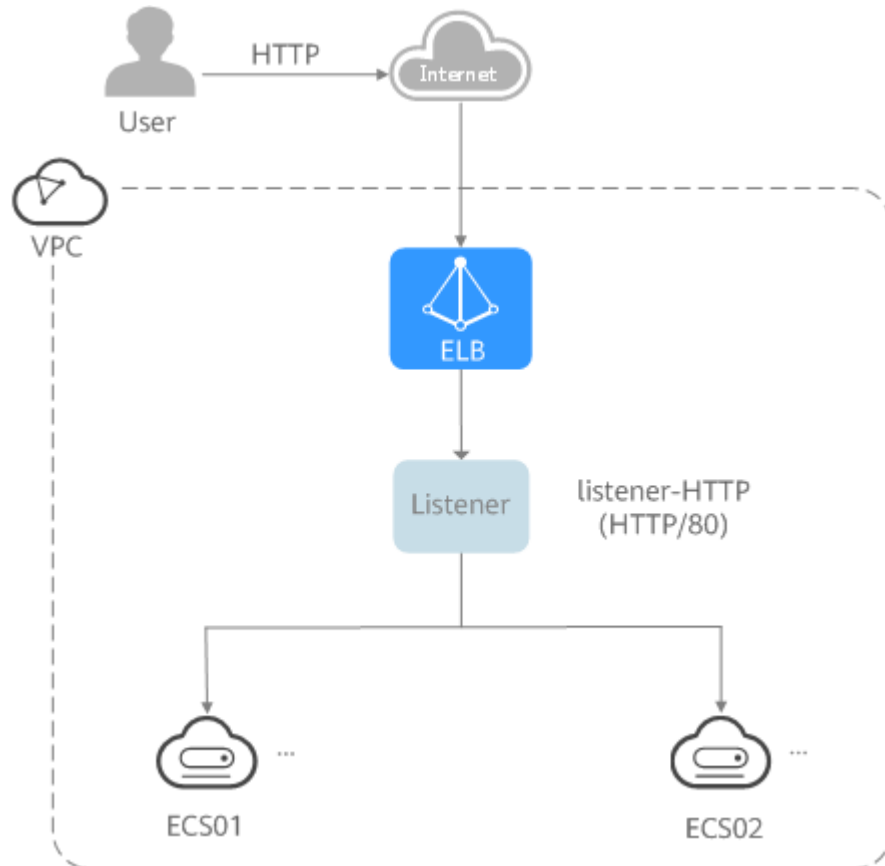 HTTP
Internet
User
VPC
ELB
Listener
listener-HTTP
(HTTP/80)
...
...
ECS01
ECS02